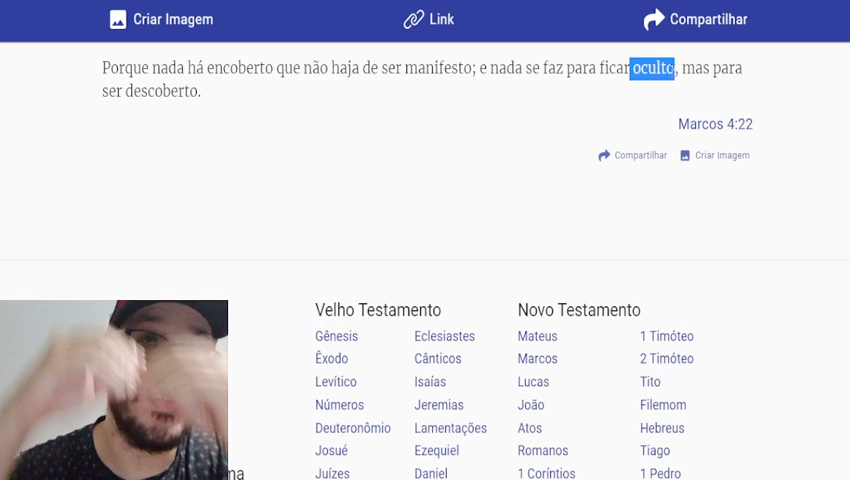 Criar Imagem Link Compartilhar
Porque nada há encoberto que não haja de ser manifesto; e nada se faz para ficar oculto, mas para
ser descoberto.
Marcos 4:22
Compartilhar Criar Imagem
Velho Testamento Novo Testamento
Gênesis Eclesiastes Mateus 1 Timóteo
Êxodo Cânticos Marcos 2 Timóteo
Levítico Isaías Lucas Tito
Números Jeremias João Filemom
Deuteronômio Lamentações Atos Hebreus
Josué Ezequiel Romanos Tiago
ma Juízes Daniel 1 Coríntios 1 Pedro